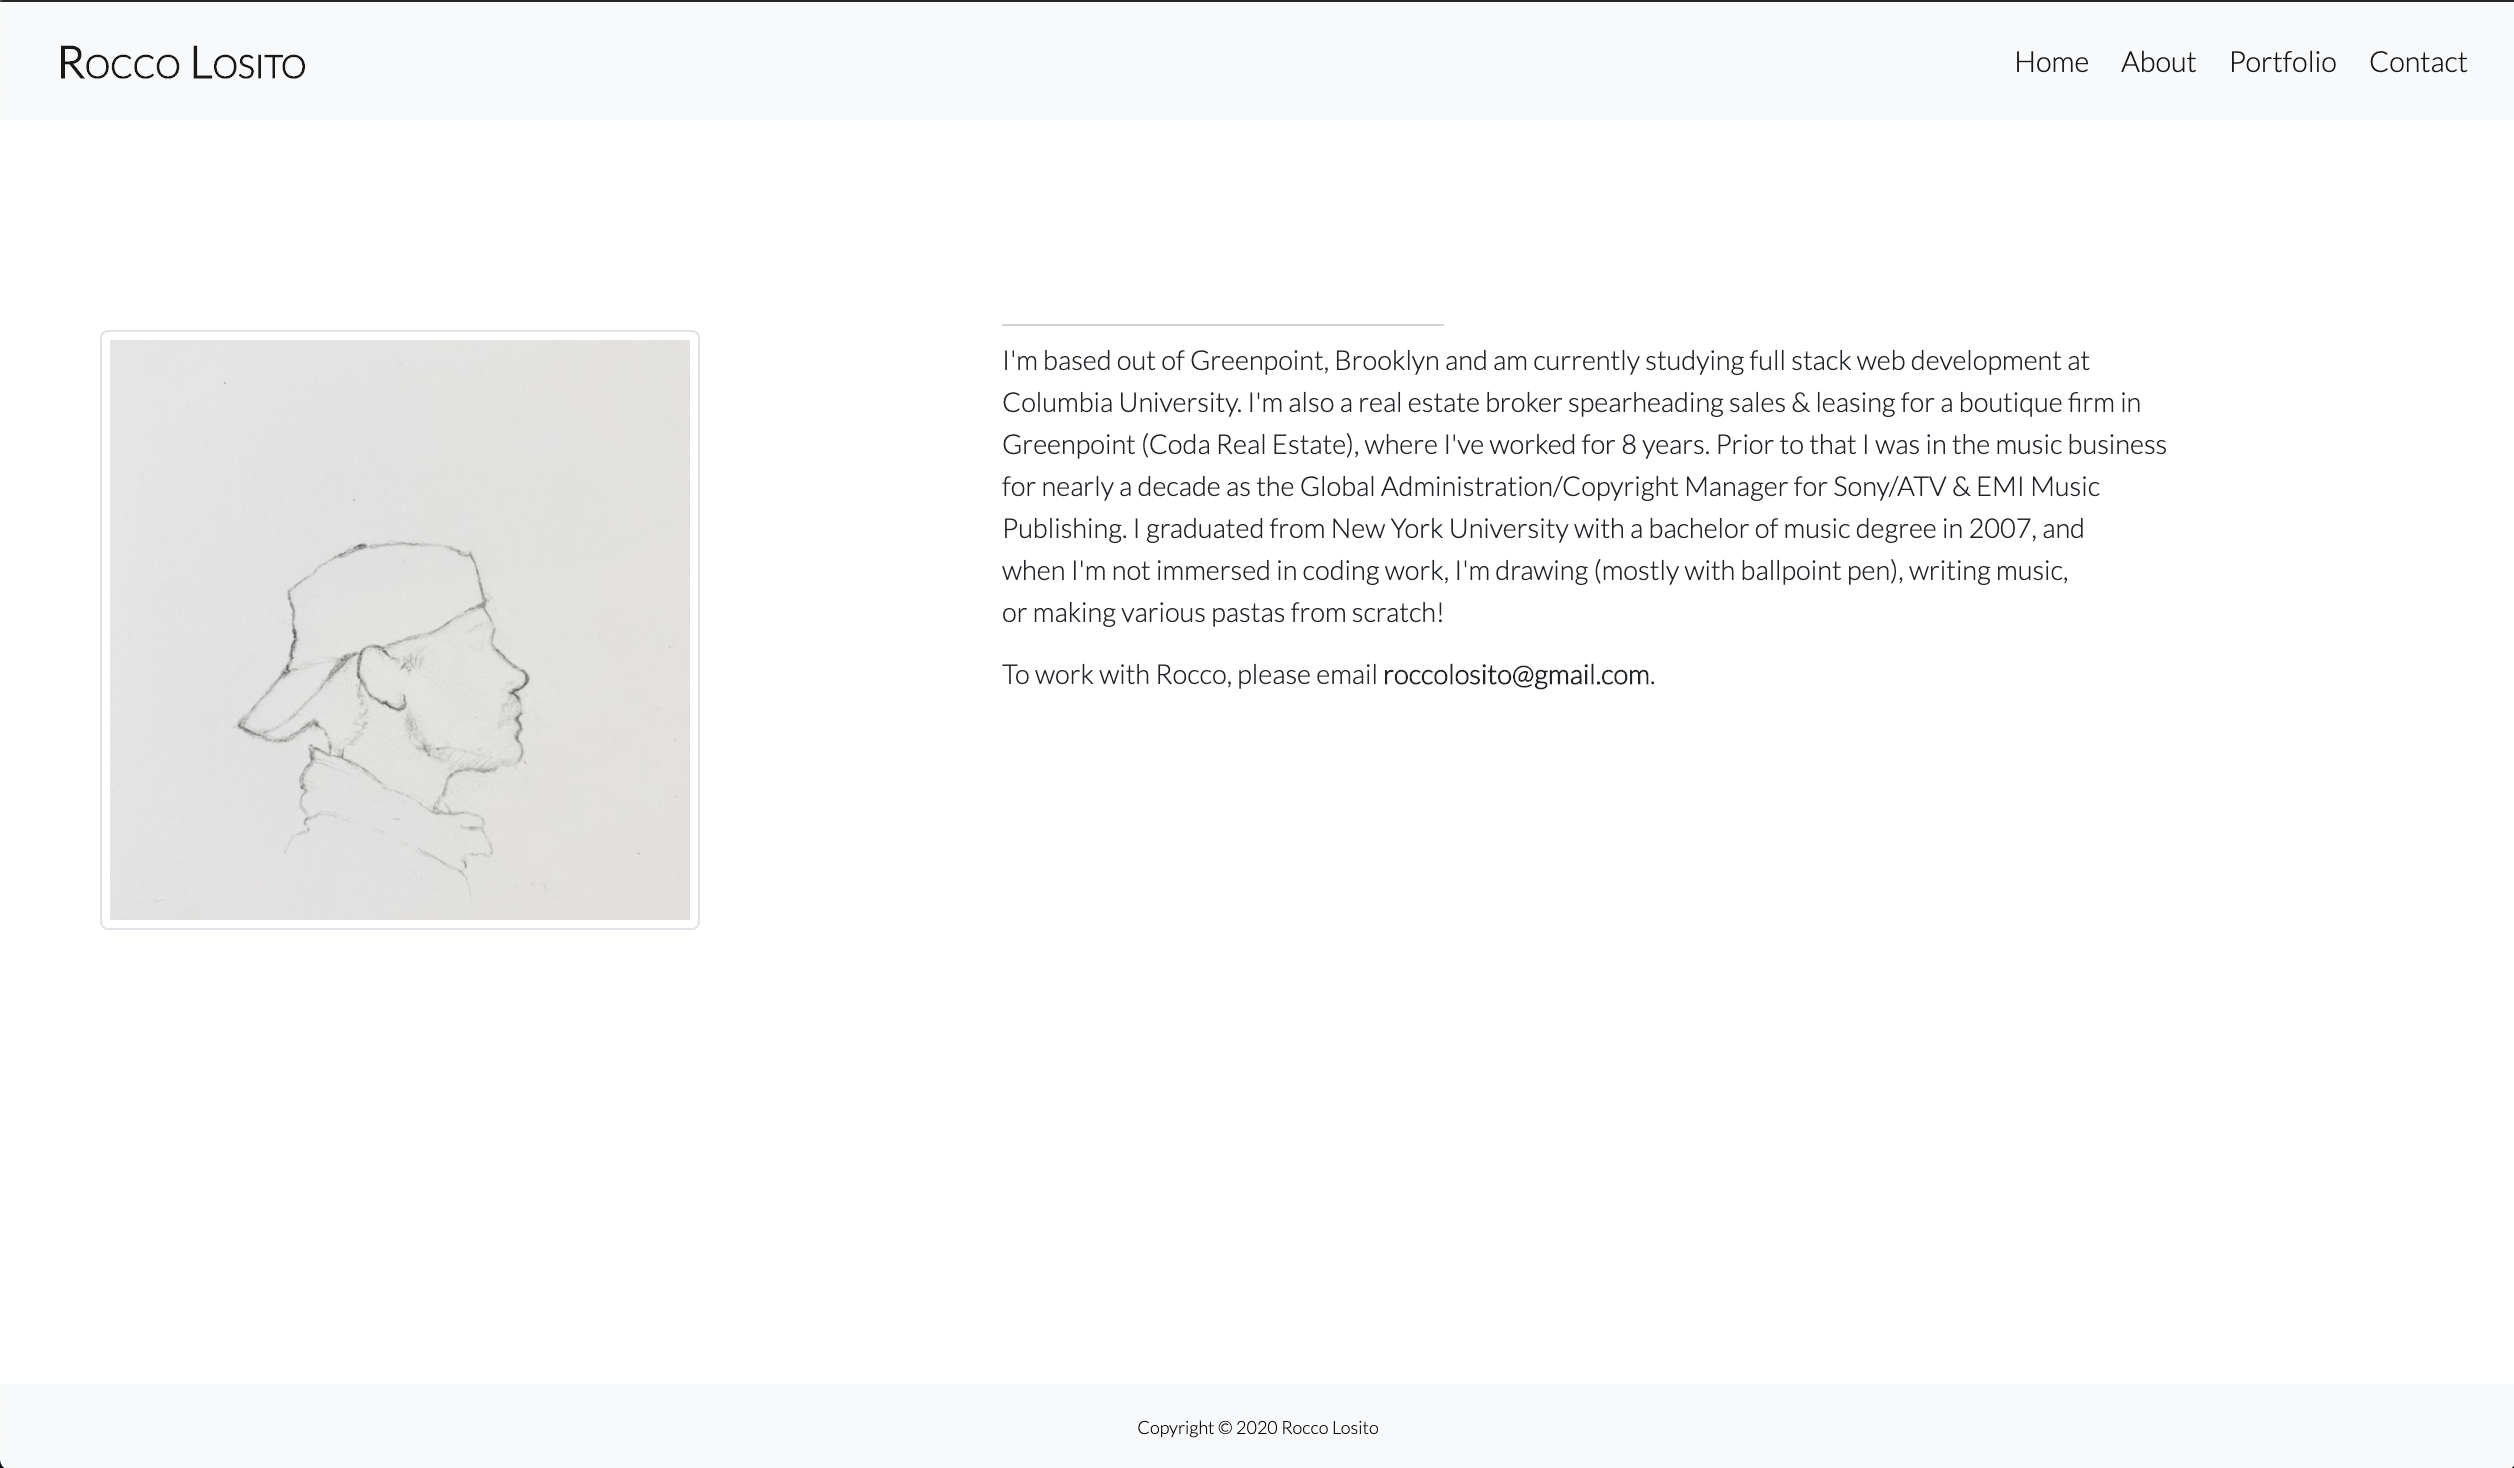 Rocco Losito
Home About Portfolio Contact
I'm based out of Greenpoint, Brooklyn and am currently studying full stack web development at
Columbia University. I'm also a real estate broker spearheading sales & leasing for a boutique firm in
Greenpoint (Coda Real Estate), where I've worked for 8 years. Prior to that I was in the music business
for nearly a decade as the Global Administration/Copyright Manager for Sony/ATV & EMI Music
Publishing. I graduated from New York University with a bachelor of music degree in 2007, and
when I'm not immersed in coding work, I'm drawing (mostly with ballpoint pen), writing music,
or making various pastas from scratch!
To work with Rocco, please email roccolosito@gmail.com.
Copyright © 2020 Rocco Losito